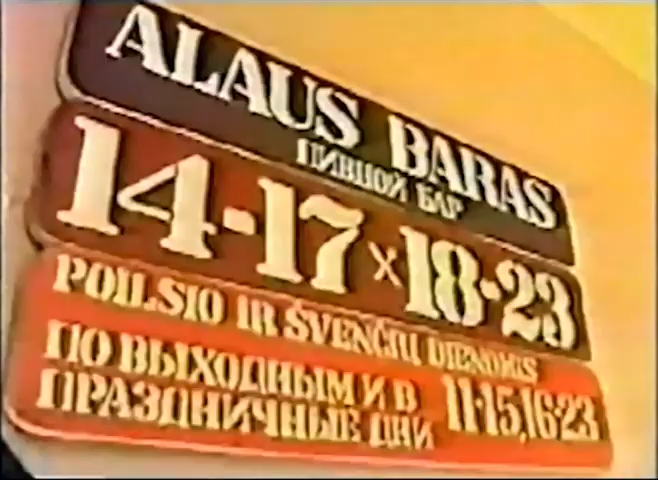 ALAUS BARAS
ПИВНОЙ БАР
14-17 x 18-23
POILSIO IR ŠVENČIŲ DIENOMIS
ПО ВЫХОДНЫМ И В
ПРАЗДНИЧНЫЕ ДНИ 11-15,16-23